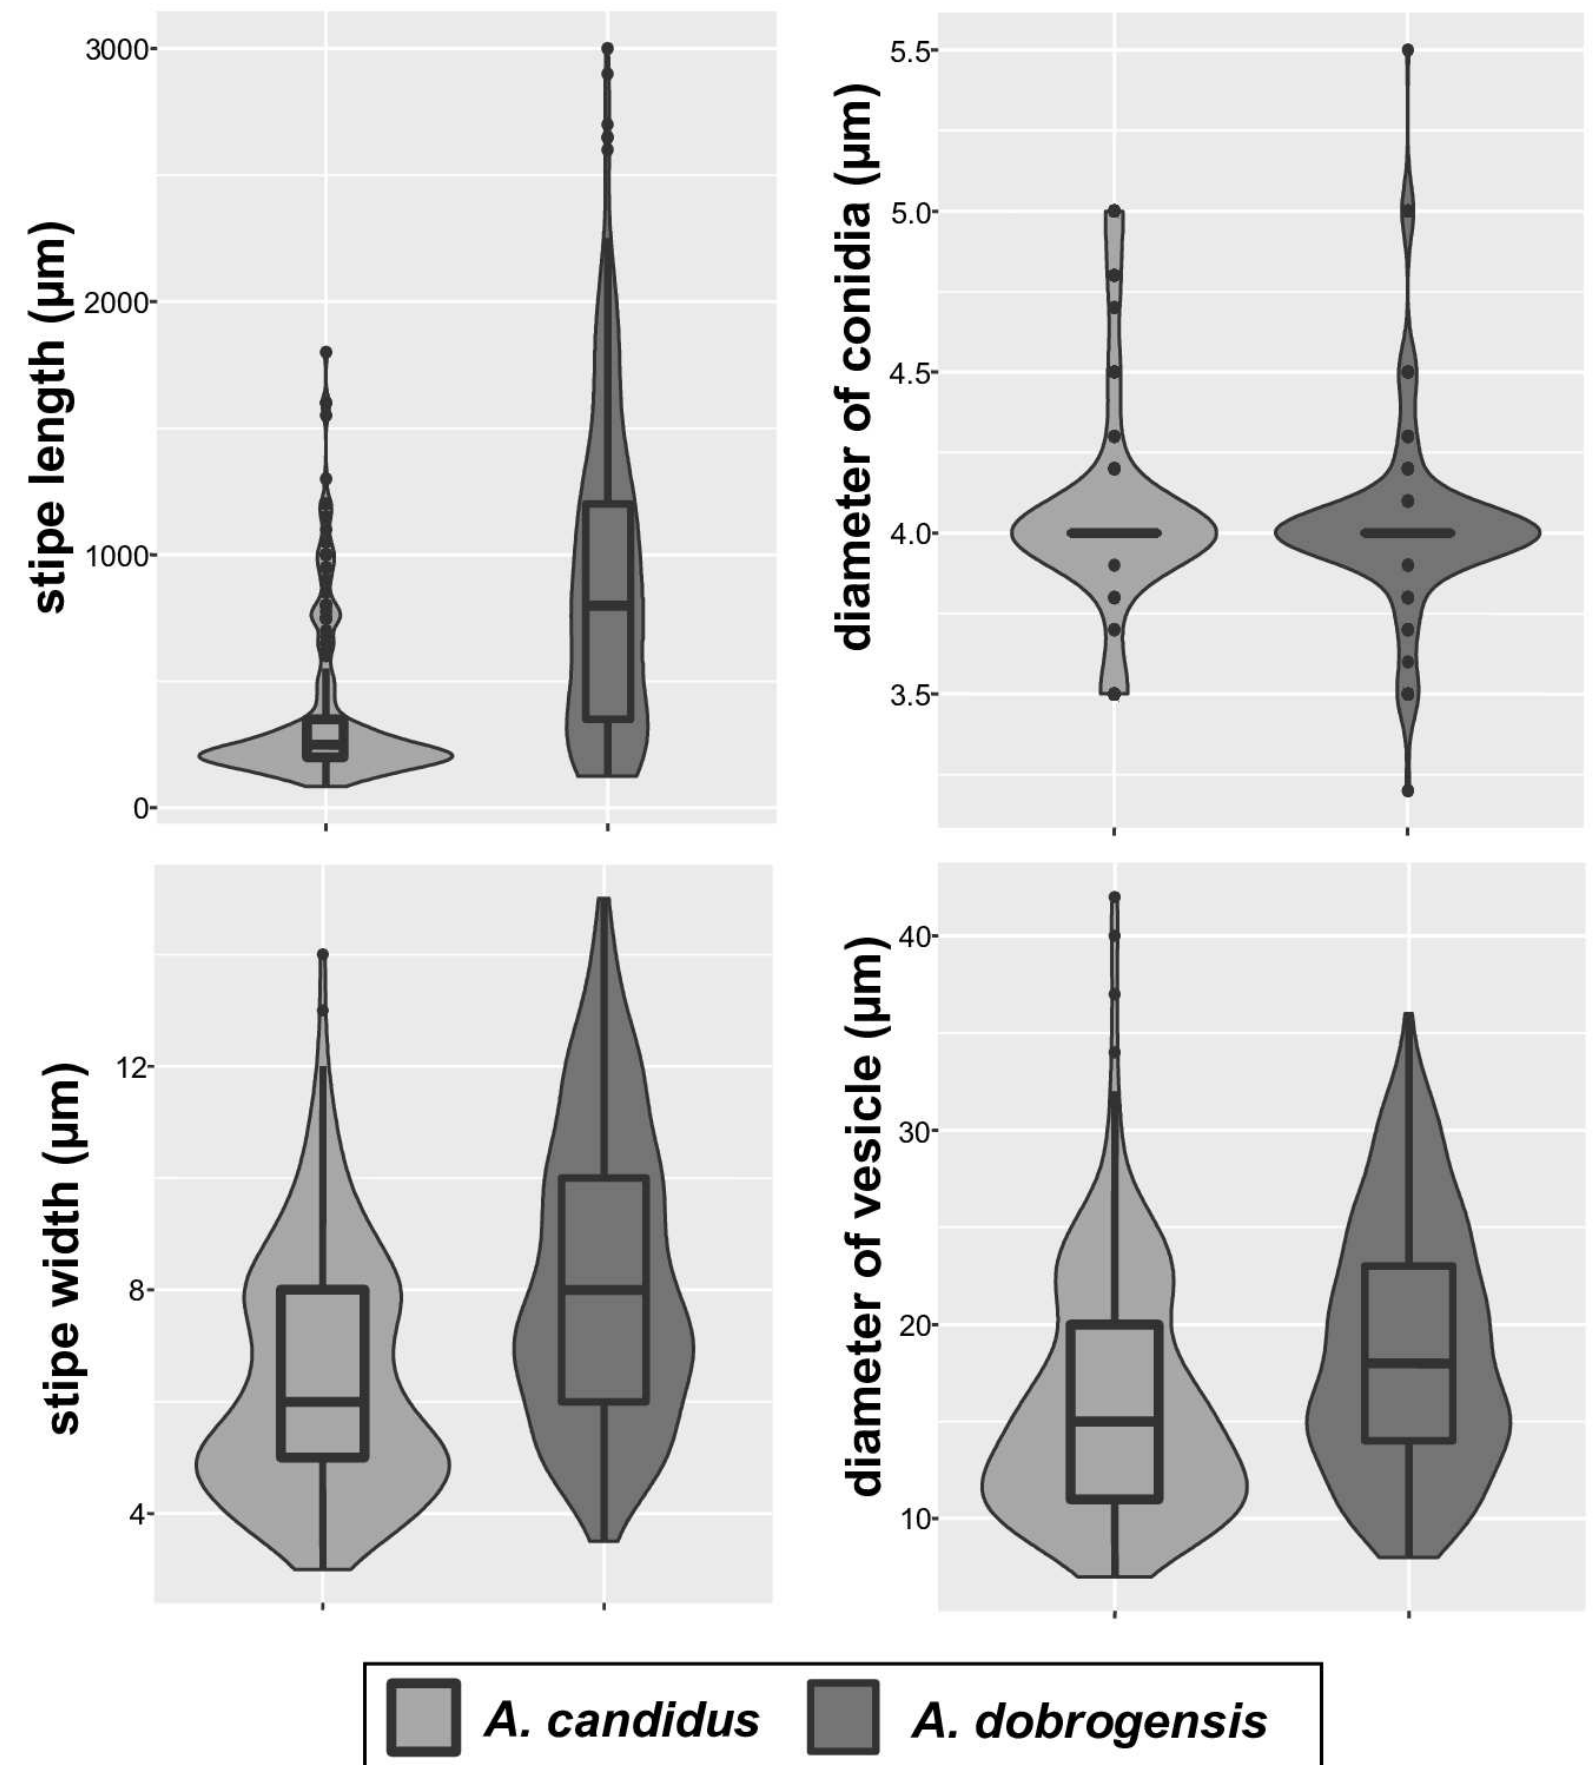 stipe length (µm)
3000
2000
1000
0
diameter of conidia (µm)
5.5
5.0
4.5
4.0
3.5
stipe width (µm)
12
8
4
diameter of vesicle (µm)
40
30
20
10
A. candidus
A. dobrogensis